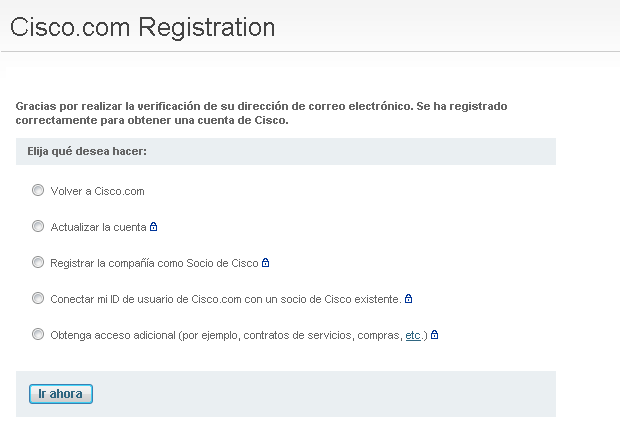 Cisco.com Registration
Gracias por realizar la verificación de su dirección de correo electrónico. Se ha registrado
correctamente para obtener una cuenta de Cisco.
Elija qué desea hacer:
Volver a Cisco.com
Actualizar la cuenta
Registrar la compañía como Socio de Cisco
Conectar mi ID de usuario de Cisco.com con un socio de Cisco existente.
Obtenga acceso adicional (por ejemplo, contratos de servicios, compras, etc.)
Ir ahora